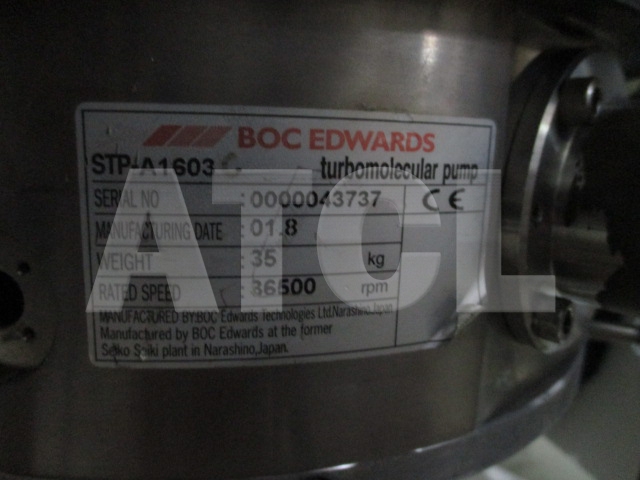 BOC EDWARDS
STP-A1603 turbomolecular pump
SERIAL NO : 0000043737 CE
MANUFACTURING DATE : 01.8
WEIGHT : 35 kg
RATED SPEED : 36500 rpm
MANUFACTURED BY:BOC Edwards Technologies Ltd.Narashino,Japan
Manufactured by BOC Edwards at the former
Seiko Seiki plant in Narashino,Japan.
ATCL